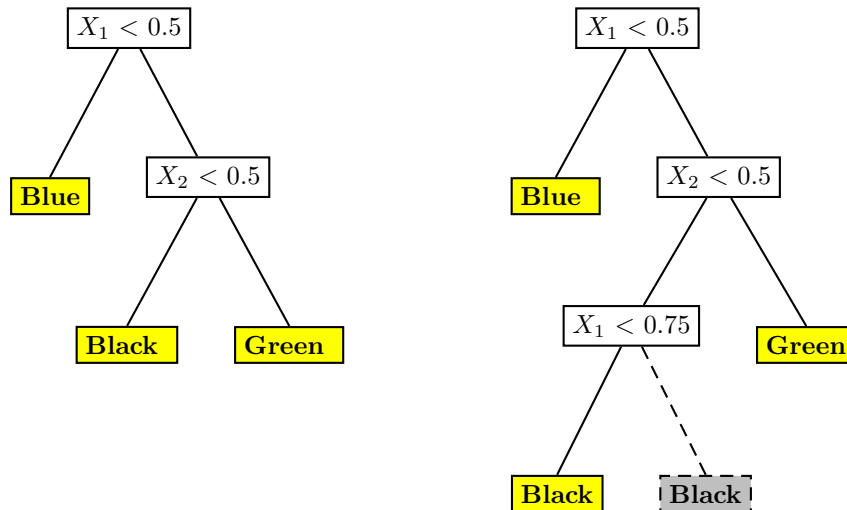 X₁ < 0.5
Blue
X₂ < 0.5
Black
Green
X₁ < 0.5
Blue
X₂ < 0.5
X₁ < 0.75
Green
Black
Black